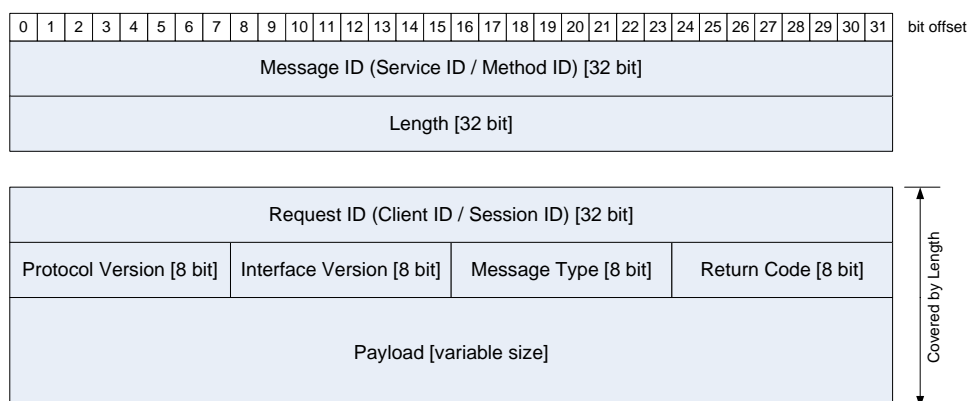 0 1 2 3 4 5 6 7 8 9 10 11 12 13 14 15 16 17 18 19 20 21 22 23 24 25 26 27 28 29 30 31 bit offset
Message ID (Service ID / Method ID) [32 bit]
Length [32 bit]
Request ID (Client ID / Session ID) [32 bit]
Protocol Version [8 bit] Interface Version [8 bit] Message Type [8 bit] Return Code [8 bit]
Payload [variable size]
Covered by Length